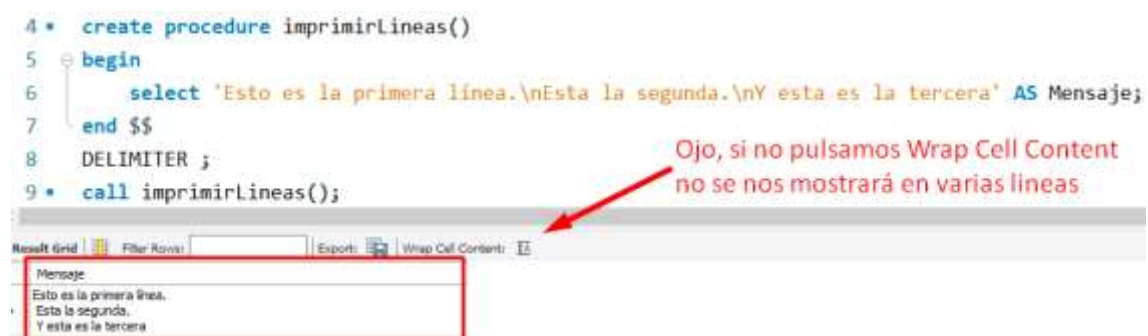 4 create procedure imprimirLineas()
5 begin
6 select 'Esto es la primera línea.\nEsta la segunda.\nY esta es la tercera' AS Mensaje;
7 end $$
8 DELIMITER ;
9 call imprimirLineas();
Ojo, si no pulsamos Wrap Cell Content
no se nos mostrará en varias lineas
Result Grid Filter Rows: Export: Wrap Cell Content:
Mensaje
Esto es la primera línea.
Esta la segunda.
Y esta es la tercera